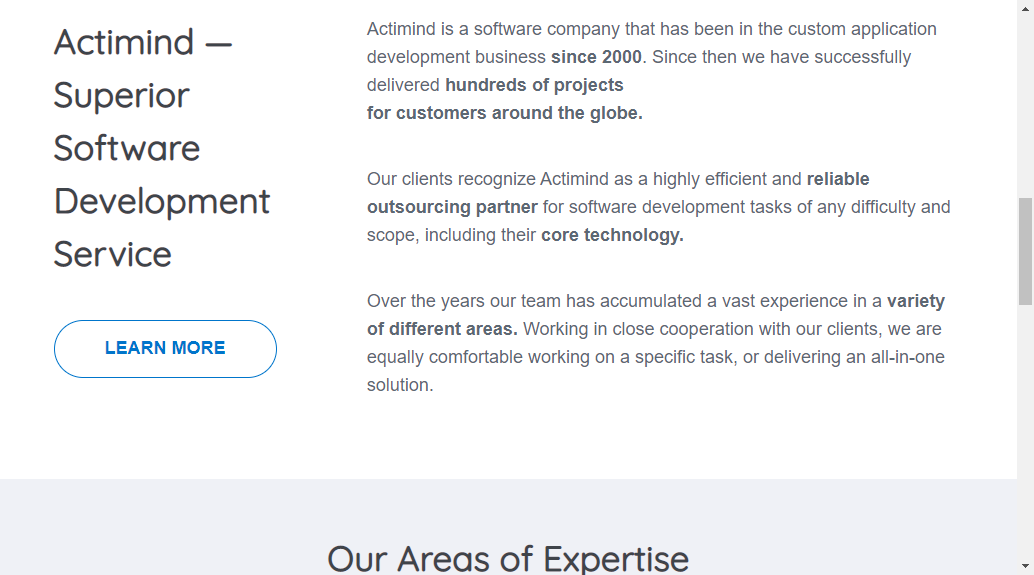 Actimind —
Superior
Software
Development
Service
LEARN MORE
Actimind is a software company that has been in the custom application
development business since 2000. Since then we have successfully
delivered hundreds of projects
for customers around the globe.
Our clients recognize Actimind as a highly efficient and reliable
outsourcing partner for software development tasks of any difficulty and
scope, including their core technology.
Over the years our team has accumulated a vast experience in a variety
of different areas. Working in close cooperation with our clients, we are
equally comfortable working on a specific task, or delivering an all-in-one
solution.
Our Areas of Expertise